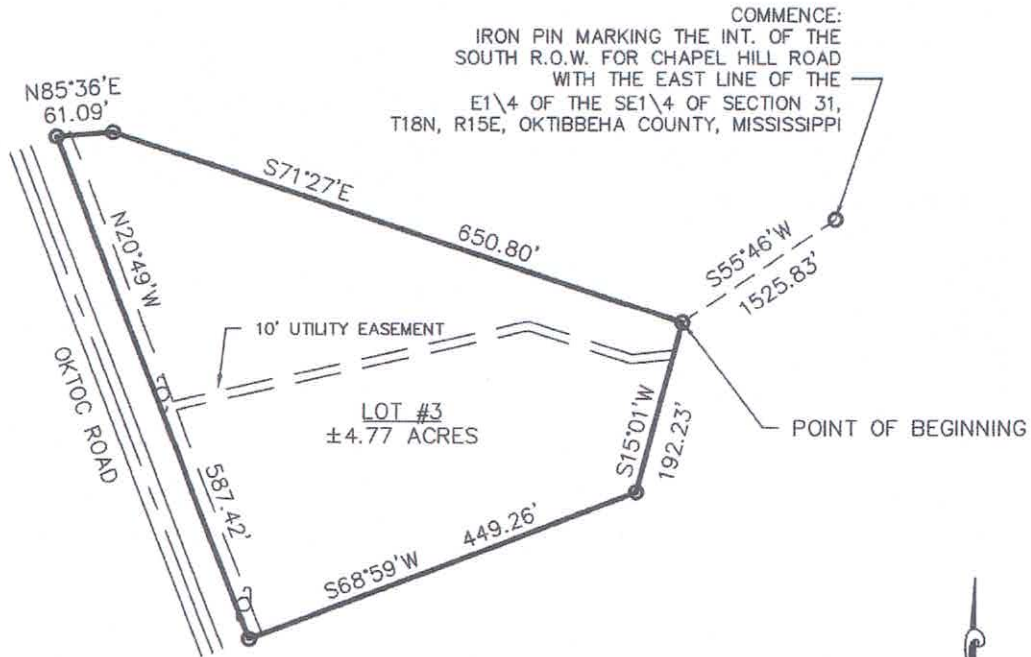 COMMENCE:
IRON PIN MARKING THE INT. OF THE
SOUTH R.O.W. FOR CHAPEL HILL ROAD
WITH THE EAST LINE OF THE
E1\4 OF THE SE1\4 OF SECTION 31,
T18N, R15E, OKTIBBEHA COUNTY, MISSISSIPPI
N85°36'E
61.09'
S71°27'E
650.80'
S55°46'W
1525.83'
N20°49'W
587.42'
10' UTILITY EASEMENT
OKTOC ROAD
LOT #3
±4.77 ACRES
S15°01'W
192.23'
POINT OF BEGINNING
S68°59'W
449.26'